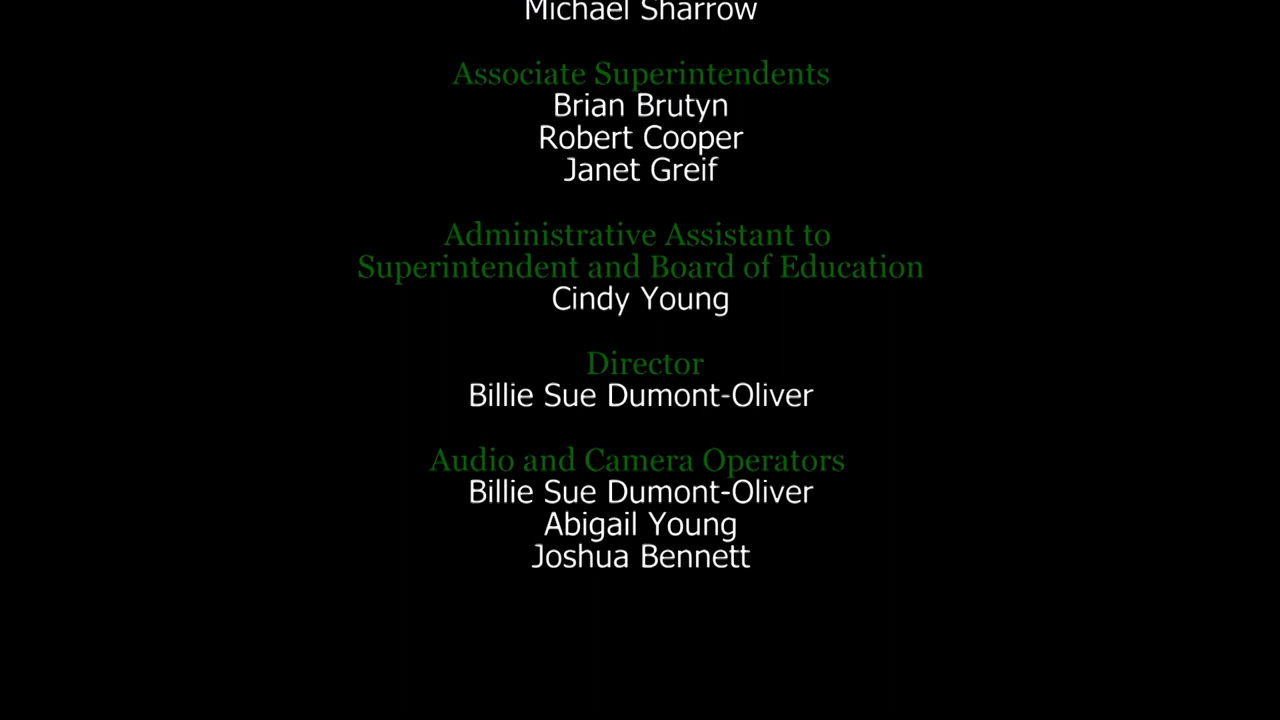 Michael Sharrow
Associate Superintendents
Brian Brutyn
Robert Cooper
Janet Greif
Administrative Assistant to
Superintendent and Board of Education
Cindy Young
Director
Billie Sue Dumont-Oliver
Audio and Camera Operators
Billie Sue Dumont-Oliver
Abigail Young
Joshua Bennett